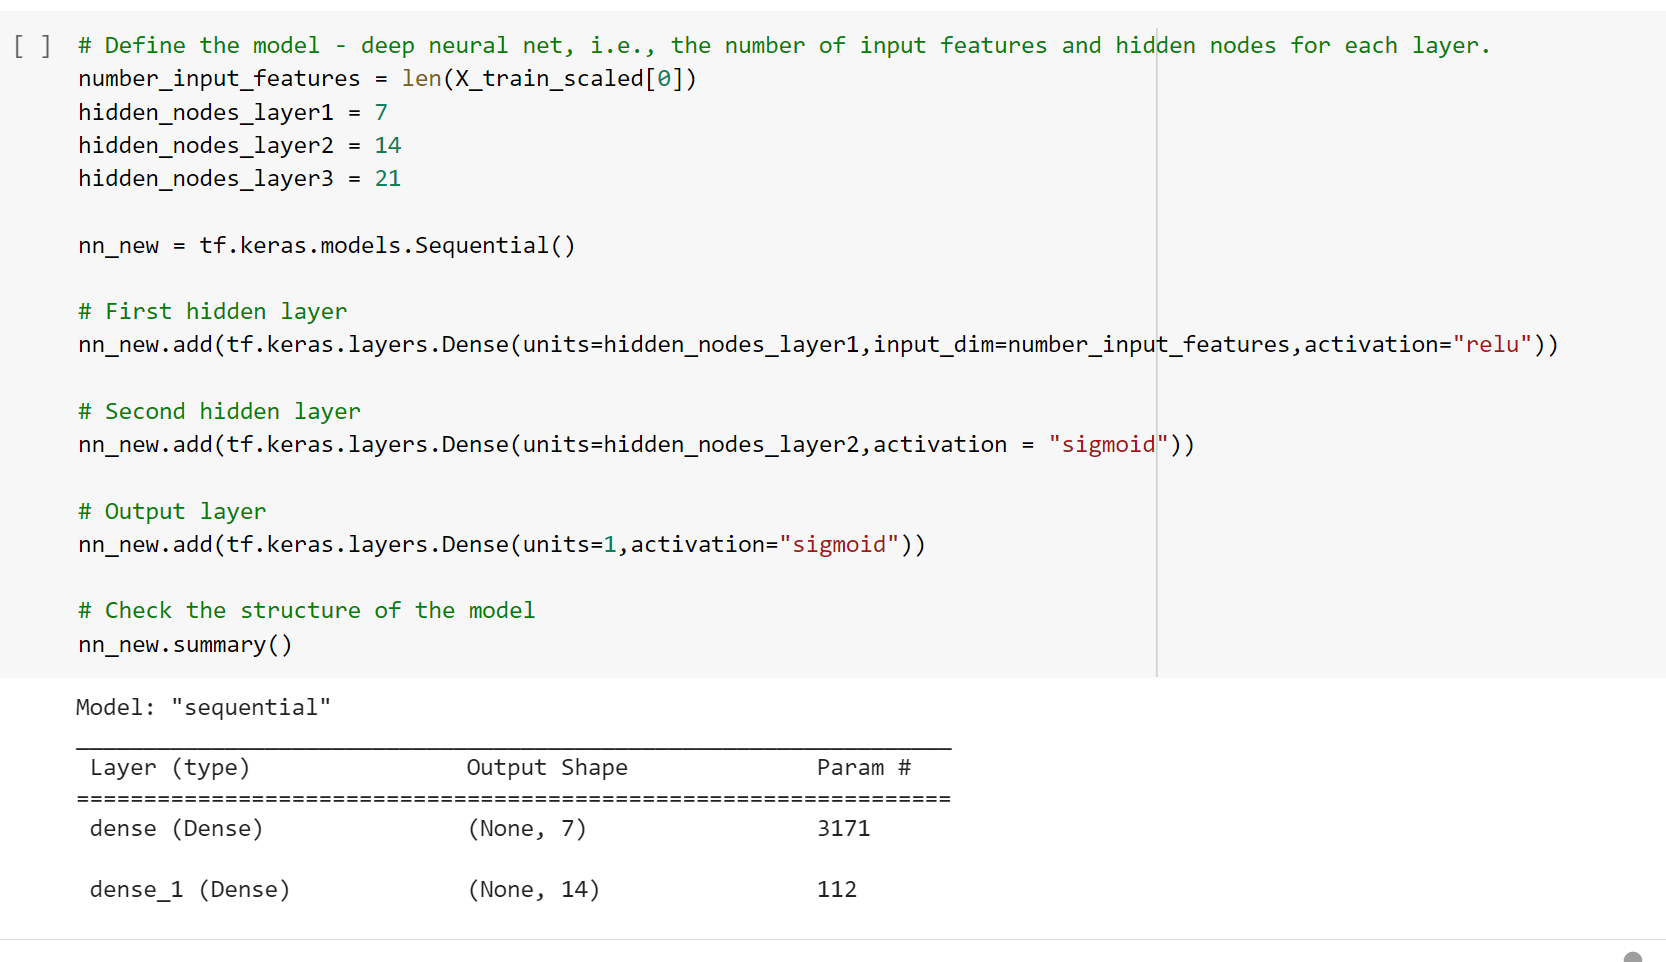 [ ] # Define the model - deep neural net, i.e., the number of input features and hidden nodes for each layer.
number_input_features = len(X_train_scaled[0])
hidden_nodes_layer1 = 7
hidden_nodes_layer2 = 14
hidden_nodes_layer3 = 21
nn_new = tf.keras.models.Sequential()
# First hidden layer
nn_new.add(tf.keras.layers.Dense(units=hidden_nodes_layer1,input_dim=number_input_features,activation="relu"))
# Second hidden layer
nn_new.add(tf.keras.layers.Dense(units=hidden_nodes_layer2,activation = "sigmoid"))
# Output layer
nn_new.add(tf.keras.layers.Dense(units=1,activation="sigmoid"))
# Check the structure of the model
nn_new.summary()
Model: "sequential"
_________________________________________________________________
Layer (type) Output Shape Param #
=================================================================
dense (Dense) (None, 7) 3171
dense_1 (Dense) (None, 14) 112